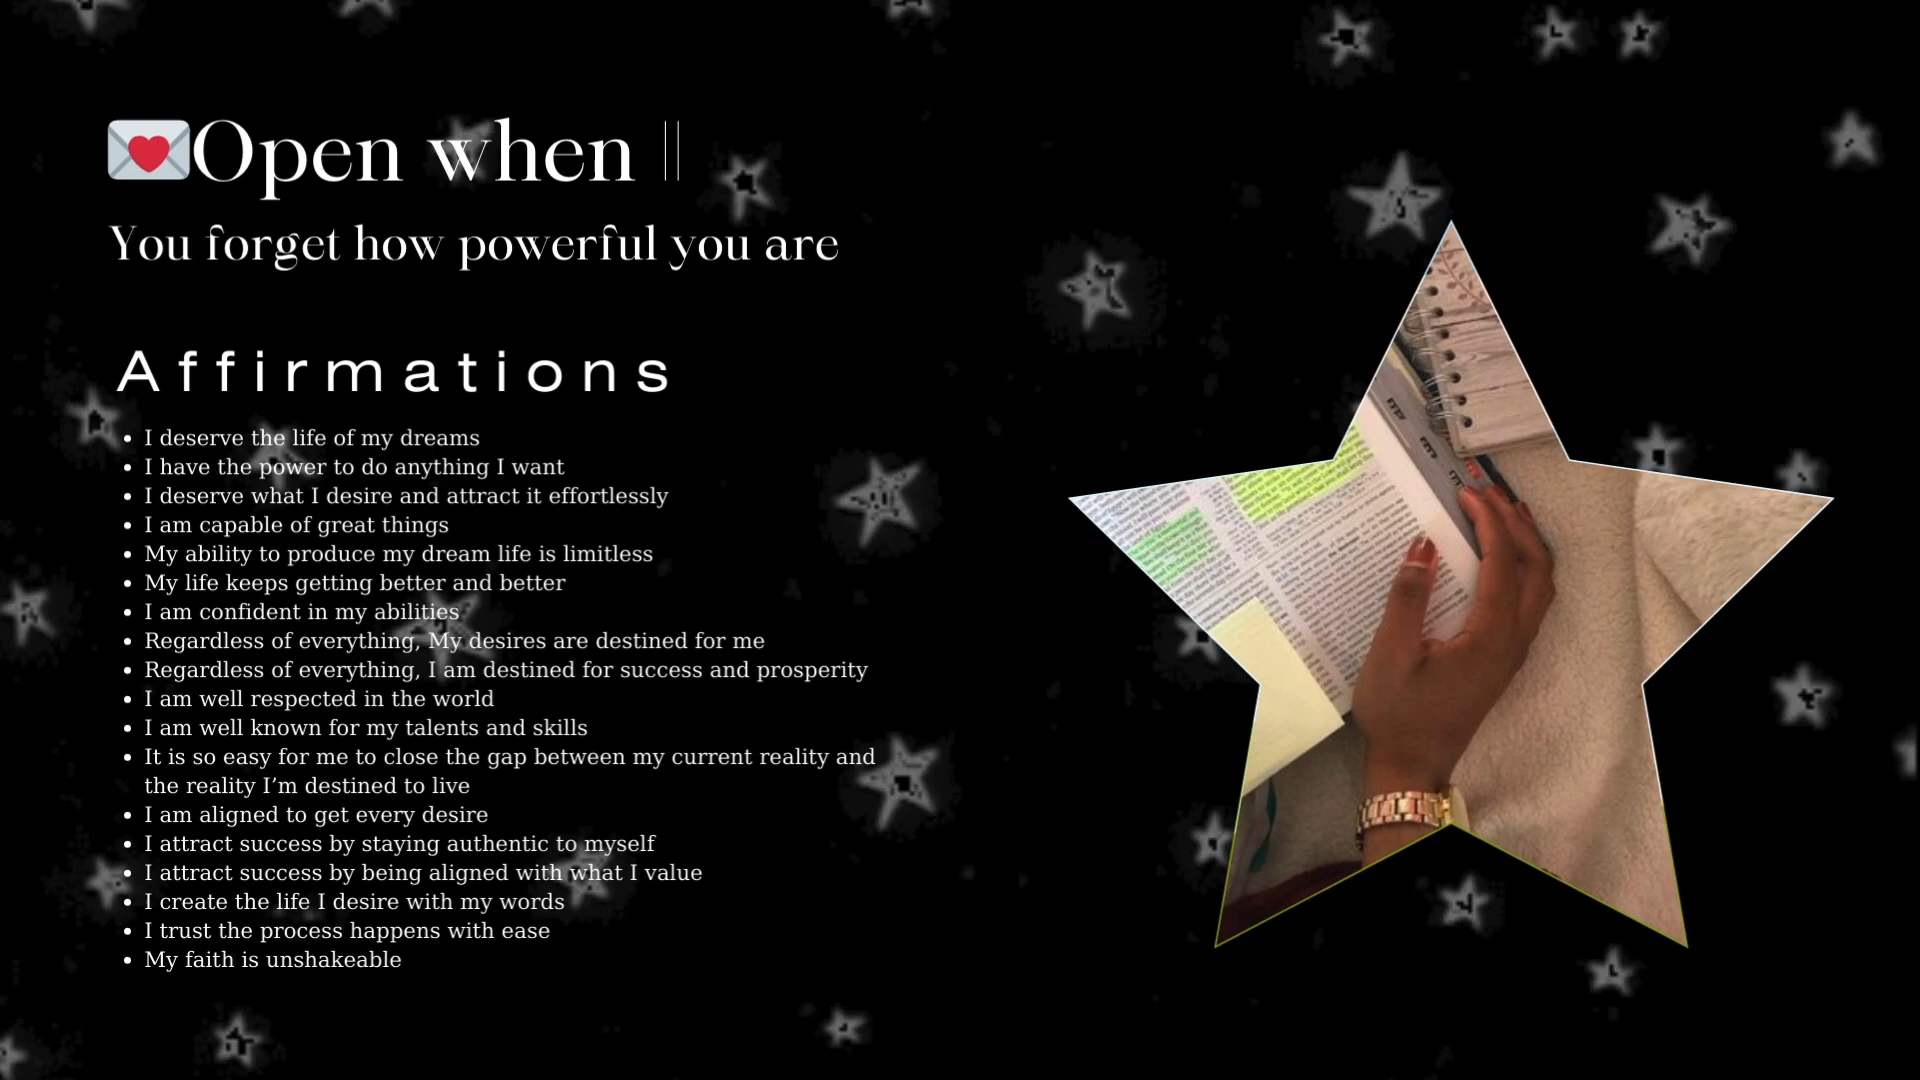 💌Open when ||
You forget how powerful you are
Affirmations
• I deserve the life of my dreams
• I have the power to do anything I want
• I deserve what I desire and attract it effortlessly
• I am capable of great things
• My ability to produce my dream life is limitless
• My life keeps getting better and better
• I am confident in my abilities
• Regardless of everything, My desires are destined for me
• Regardless of everything, I am destined for success and prosperity
• I am well respected in the world
• I am well known for my talents and skills
• It is so easy for me to close the gap between my current reality and
the reality I’m destined to live
• I am aligned to get every desire
• I attract success by staying authentic to myself
• I attract success by being aligned with what I value
• I create the life I desire with my words
• I trust the process happens with ease
• My faith is unshakeable